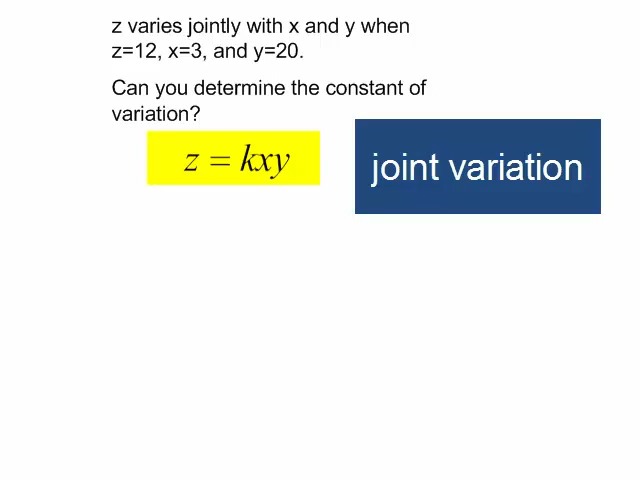 z varies jointly with x and y when
z=12, x=3, and y=20.
Can you determine the constant of
variation?
z = kxy
joint variation